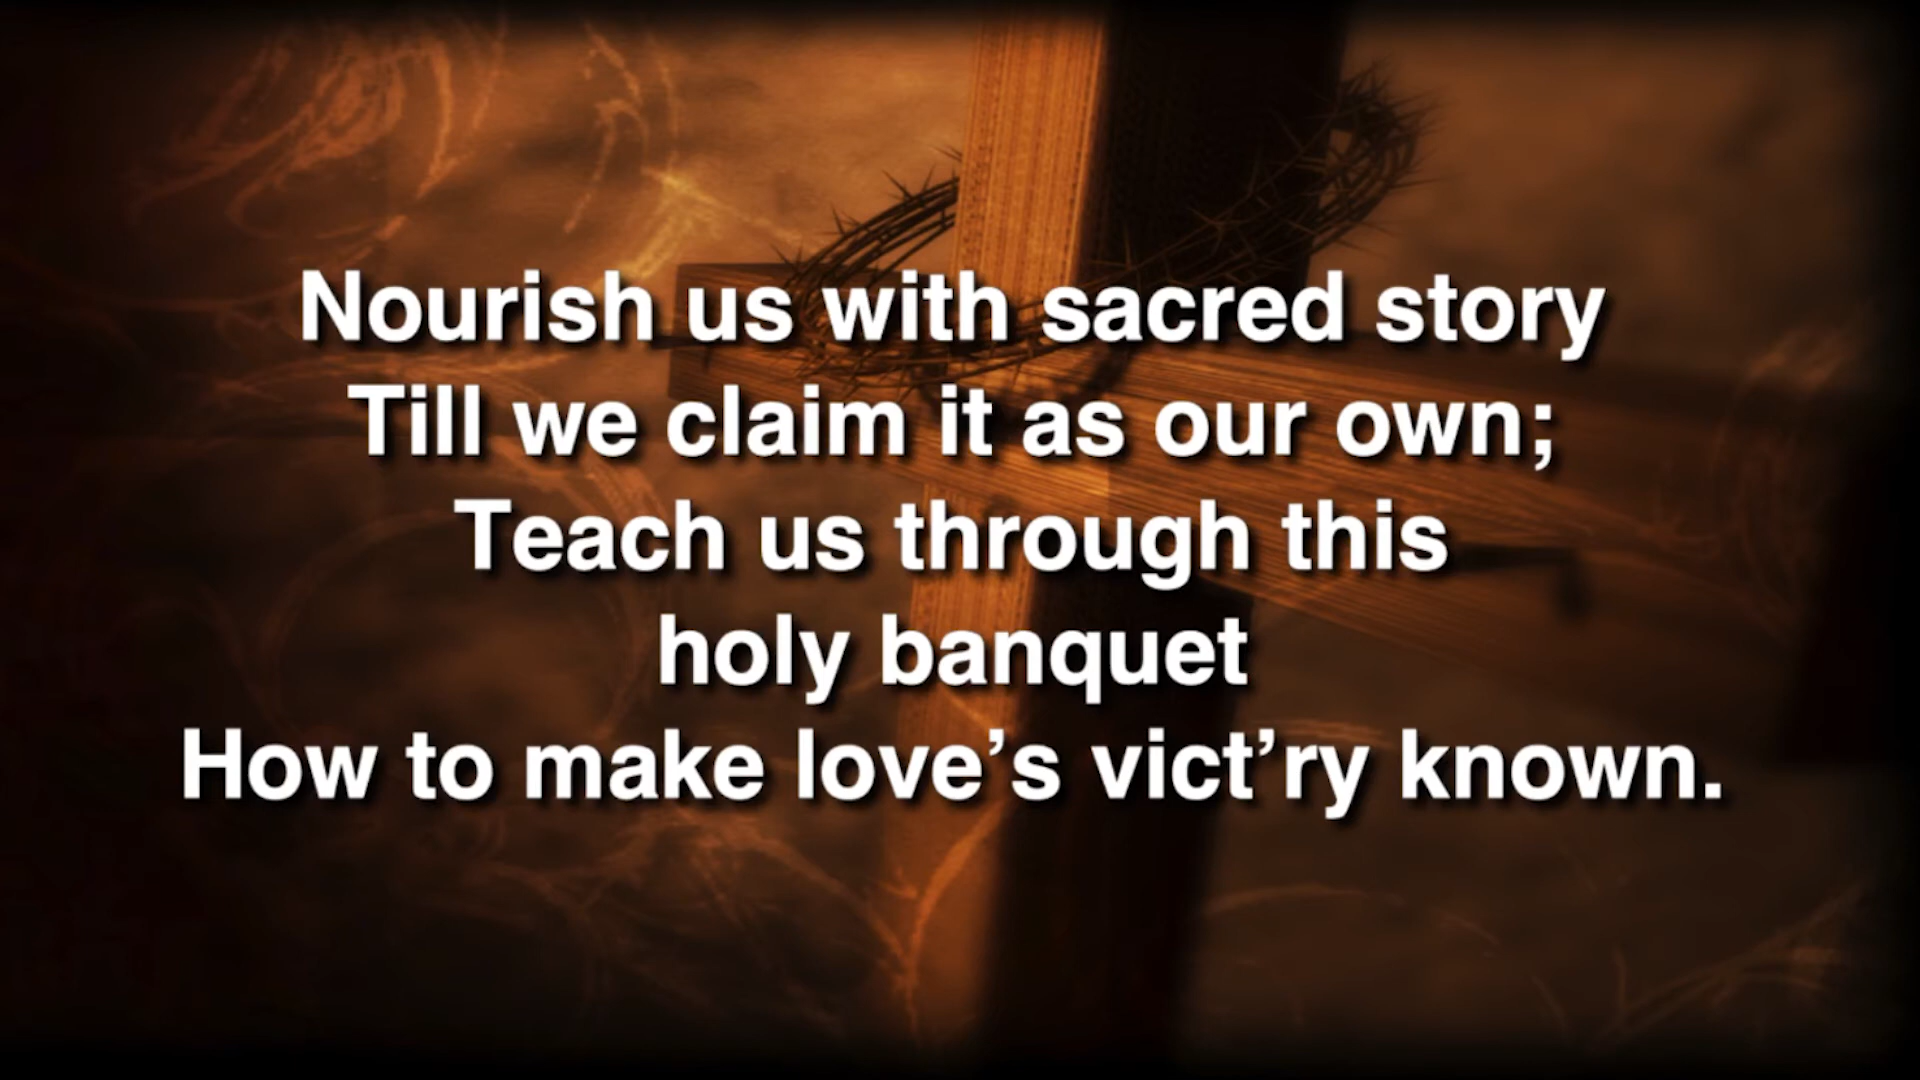 Nourish us with sacred story
Till we claim it as our own;
Teach us through this
holy banquet
How to make love’s vict’ry known.